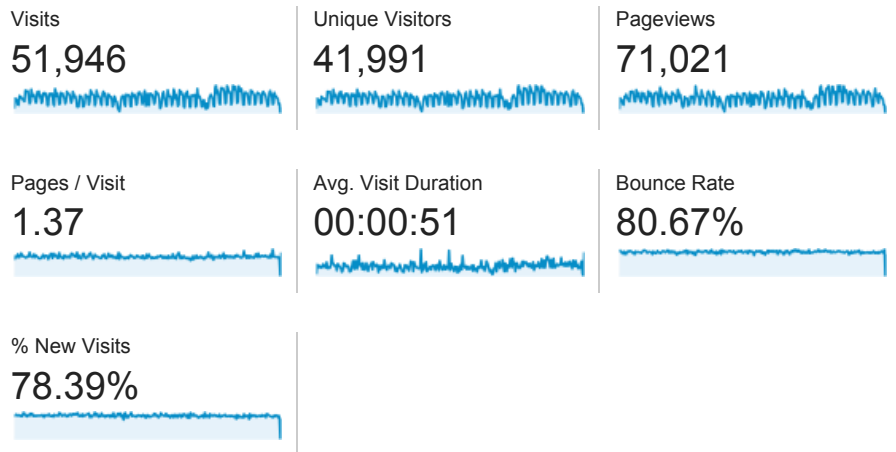 Visits
51,946
Unique Visitors
41,991
Pageviews
71,021
Pages / Visit
1.37
Avg. Visit Duration
00:00:51
Bounce Rate
80.67%
% New Visits
78.39%